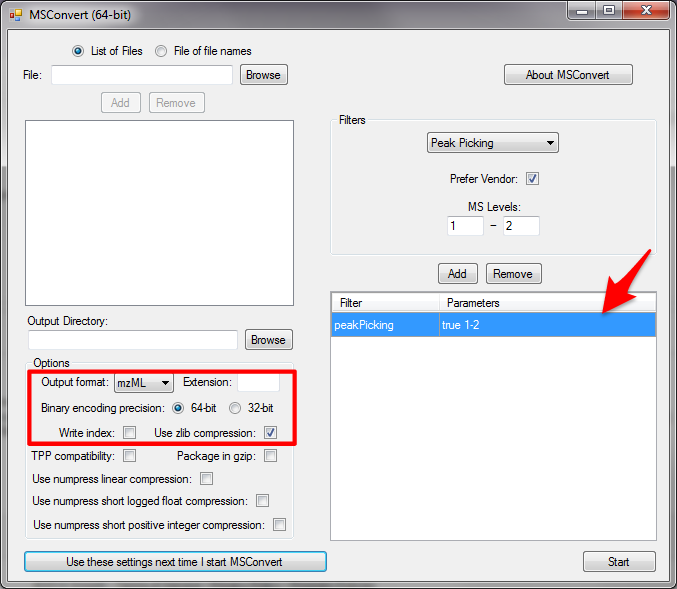 MSConvert (64-bit)
List of Files File of file names
File: Browse
Add Remove
About MSConvert
Filters
Peak Picking
Prefer Vendor:
MS Levels:
1 – 2
Add Remove
Filter Parameters
peakPicking true 1-2
Output Directory:
Browse
Options
Output format: mzML Extension:
Binary encoding precision: 64-bit 32-bit
Write index: Use zlib compression:
TPP compatibility: Package in gzip:
Use numpress linear compression:
Use numpress short logged float compression:
Use numpress short positive integer compression:
Use these settings next time I start MSConvert
Start